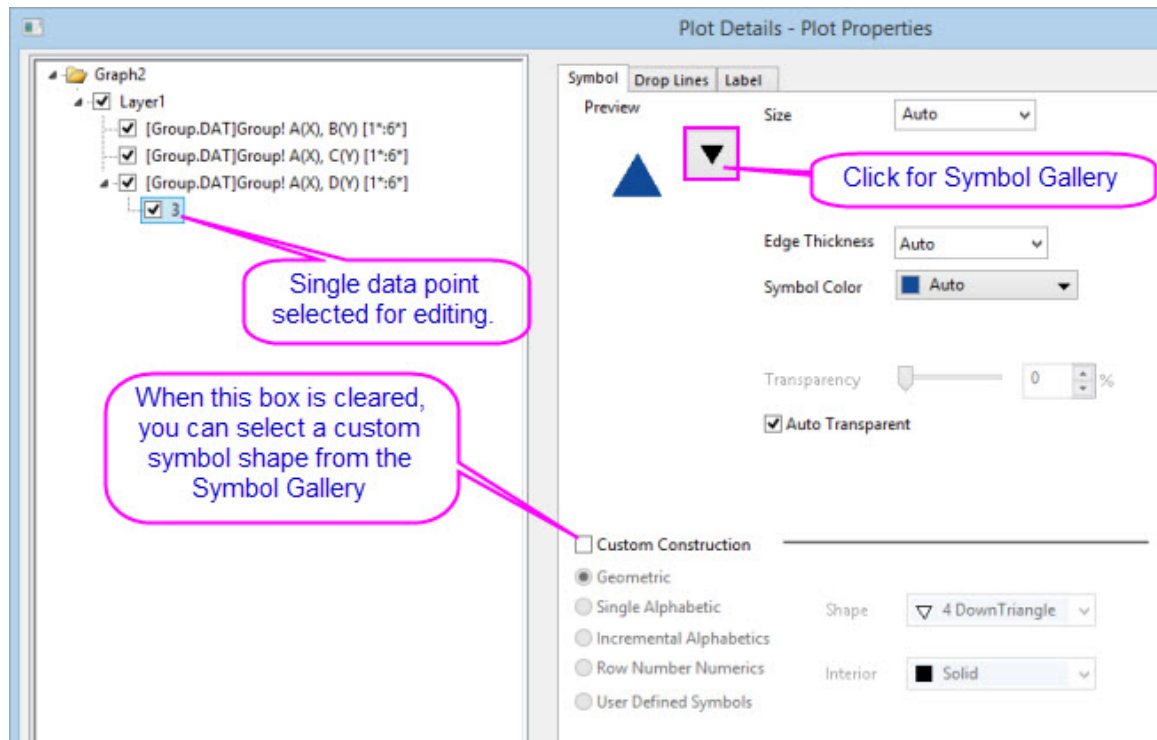 Plot Details - Plot Properties
Graph2
Layer1
[Group.DAT]Group! A(X), B(Y) [1*:6*]
[Group.DAT]Group! A(X), C(Y) [1*:6*]
[Group.DAT]Group! A(X), D(Y) [1*:6*]
3
Single data point
selected for editing.
When this box is cleared,
you can select a custom
symbol shape from the
Symbol Gallery
Symbol Drop Lines Label
Preview
Size Auto
Click for Symbol Gallery
Edge Thickness Auto
Symbol Color Auto
Transparency 0 %
Auto Transparent
Custom Construction
Geometric
Single Alphabetic
Shape 4 DownTriangle
Incremental Alphabetics
Row Number Numerics
Interior Solid
User Defined Symbols